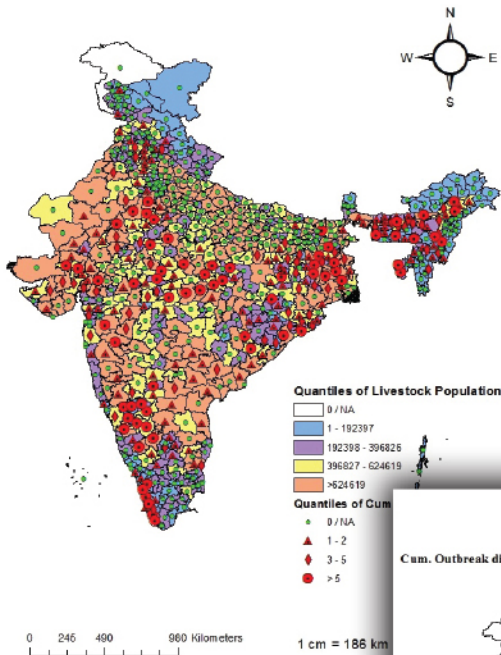 N
W E
S
Quantiles of Livestock Population
0 / NA
1 - 192397
192398 - 396826
396827 - 624619
>624619
Quantiles of Cum
0 / NA
1 - 2
3 - 5
> 5
Cum. Outbreak di
0 245 490 980 Kilometers
1 cm = 186 km